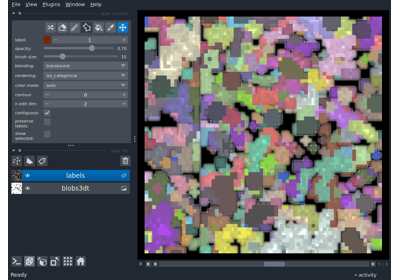 File View Plugins Window Help
label: 1
opacity: 0.70
brush size: 10
blending: translucent
rendering: iso_categorical
color mode: auto
contour: 0
n edit dim: 2
contiguous:
preserve
labels:
show
selected:
labels
blobs3dt
Ready
activity